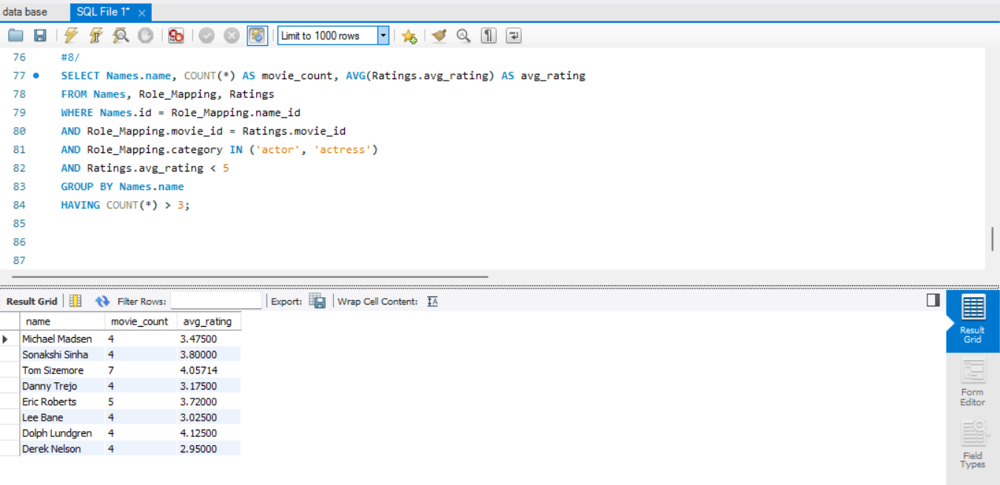 data base SQL File 1* ×
Limit to 1000 rows
76 #8/
77 SELECT Names.name, COUNT(*) AS movie_count, AVG(Ratings.avg_rating) AS avg_rating
78 FROM Names, Role_Mapping, Ratings
79 WHERE Names.id = Role_Mapping.name_id
80 AND Role_Mapping.movie_id = Ratings.movie_id
81 AND Role_Mapping.category IN ('actor', 'actress')
82 AND Ratings.avg_rating < 5
83 GROUP BY Names.name
84 HAVING COUNT(*) > 3;
85
86
87
Result Grid Filter Rows: Export: Wrap Cell Content:
name movie_count avg_rating
Michael Madsen 4 3.47500
Sonakshi Sinha 4 3.80000
Tom Sizemore 7 4.05714
Danny Trejo 4 3.17500
Eric Roberts 5 3.72000
Lee Bane 4 3.02500
Dolph Lundgren 4 4.12500
Derek Nelson 4 2.95000
Result
Grid
Form
Editor
Field
Types